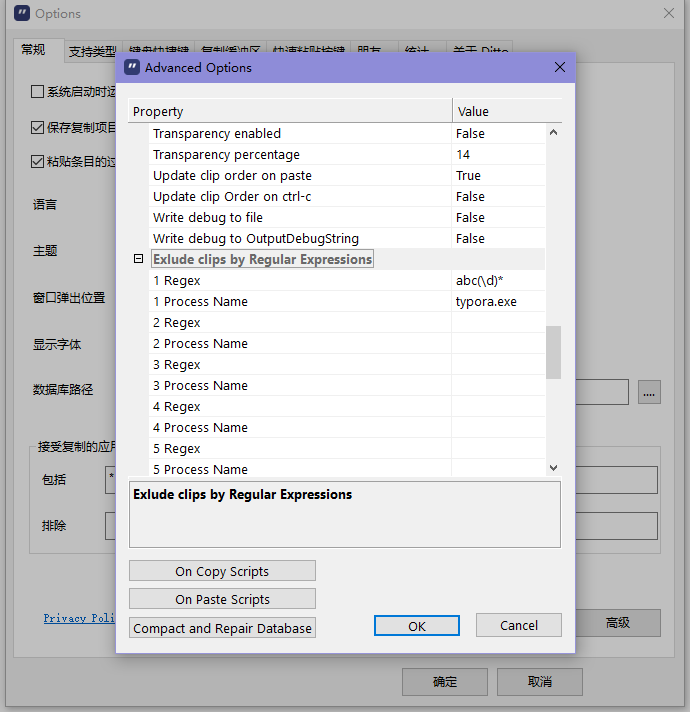 Options
常规
支持类型
键盘快捷键
复制缓冲区
快速粘贴按键
朋友
统计
关于 Ditto
Advanced Options
系统启动时运
保存复制项目
粘贴条目的过
语言
主题
窗口弹出位置
显示字体
数据库路径
....
接受复制的应用
包括
*
排除
Privacy Poli
高级
确定
取消
Property Value
Transparency enabled False
Transparency percentage 14
Update clip order on paste True
Update clip Order on ctrl-c False
Write debug to file False
Write debug to OutputDebugString False
Exlude clips by Regular Expressions
1 Regex abc(\d)*
1 Process Name typora.exe
2 Regex
2 Process Name
3 Regex
3 Process Name
4 Regex
4 Process Name
5 Regex
5 Process Name
Exlude clips by Regular Expressions
On Copy Scripts
On Paste Scripts
Compact and Repair Database
OK
Cancel